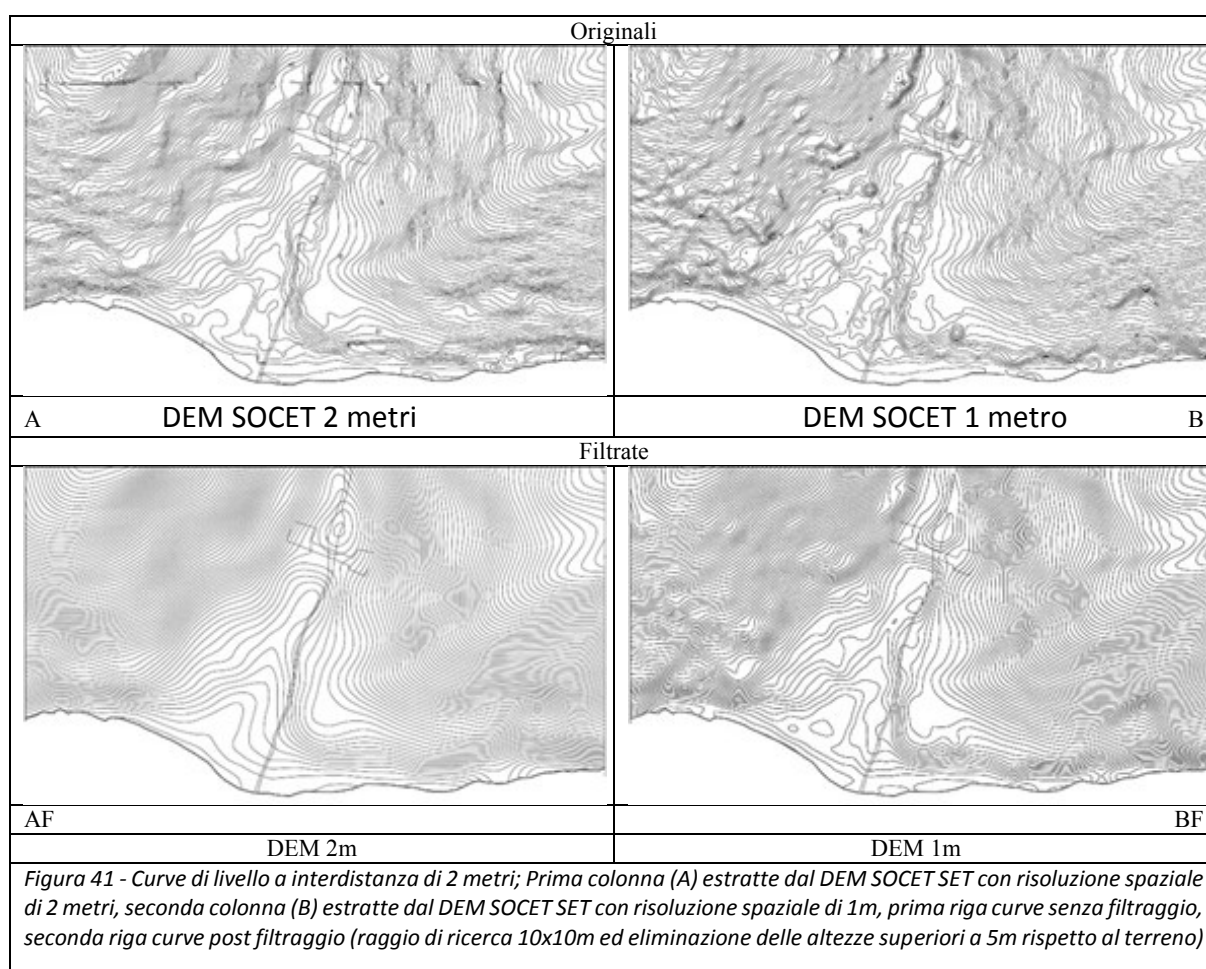 Originali
A DEM SOCET 2 metri
DEM SOCET 1 metro B
Filtrate
AF
BF
DEM 2m
DEM 1m
Figura 41 - Curve di livello a interdistanza di 2 metri; Prima colonna (A) estratte dal DEM SOCET SET con risoluzione spaziale
di 2 metri, seconda colonna (B) estratte dal DEM SOCET SET con risoluzione spaziale di 1m, prima riga curve senza filtraggio,
seconda riga curve post filtraggio (raggio di ricerca 10x10m ed eliminazione delle altezze superiori a 5m rispetto al terreno)